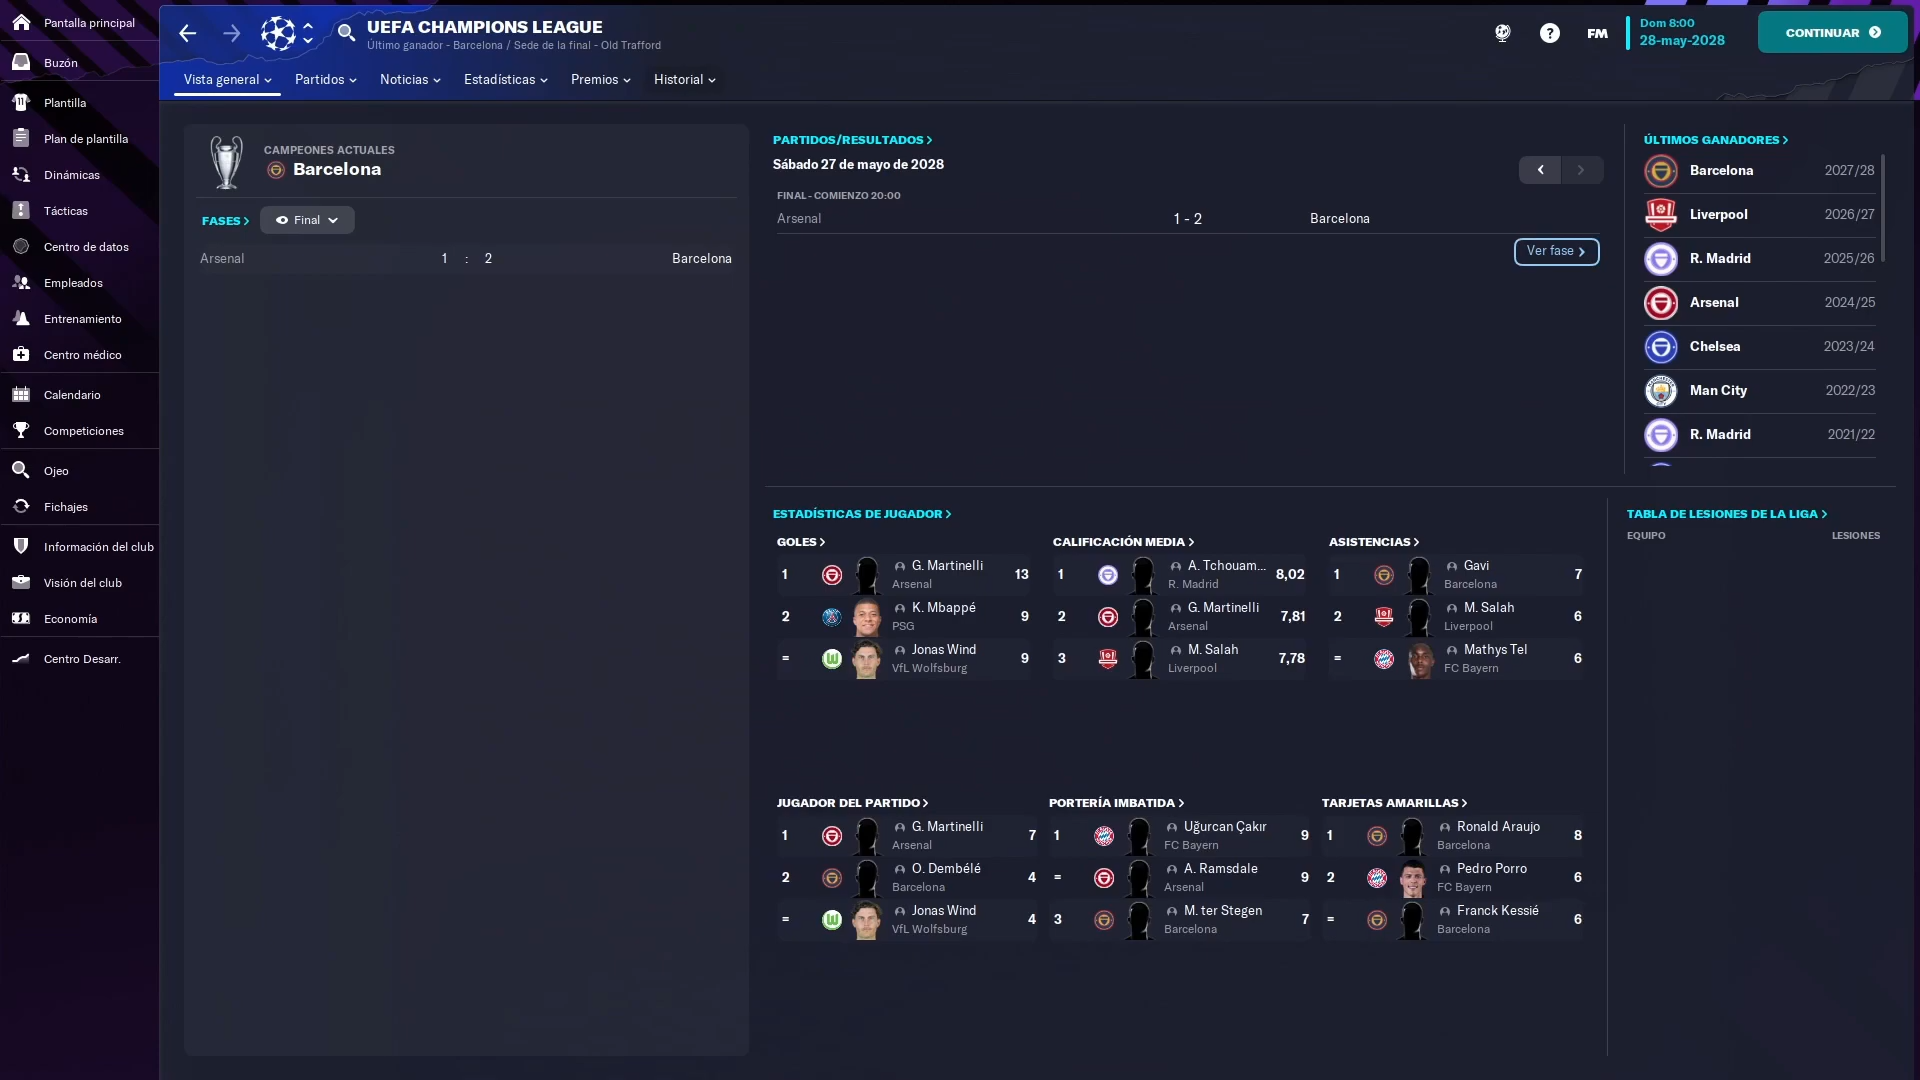 Pantalla principal
Buzón
Plantilla
Plan de plantilla
Dinámicas
Tácticas
Centro de datos
Empleados
Entrenamiento
Centro médico
Calendario
Competiciones
Ojeo
Fichajes
Información del club
Visión del club
Economía
Centro Desarr.
UEFA CHAMPIONS LEAGUE
Último ganador - Barcelona / Sede de la final - Old Trafford
FM
Dom 8:00
28-may-2028
CONTINUAR
Vista general
Partidos
Noticias
Estadísticas
Premios
Historial
CAMPEONES ACTUALES
Barcelona
FASES
Final
Arsenal 1 : 2 Barcelona
PARTIDOS/RESULTADOS
Sábado 27 de mayo de 2028
FINAL - COMIENZO 20:00
Arsenal 1 - 2 Barcelona
Ver fase
ÚLTIMOS GANADORES
Barcelona 2027/28
Liverpool 2026/27
R. Madrid 2025/26
Arsenal 2024/25
Chelsea 2023/24
Man City 2022/23
R. Madrid 2021/22
ESTADÍSTICAS DE JUGADOR
GOLES
1 G. Martinelli 13
Arsenal
2 K. Mbappé 9
PSG
= Jonas Wind 9
VfL Wolfsburg
CALIFICACIÓN MEDIA
1 A. Tchouam... 8,02
R. Madrid
2 G. Martinelli 7,81
Arsenal
3 M. Salah 7,78
Liverpool
ASISTENCIAS
1 Gavi 7
Barcelona
2 M. Salah 6
Liverpool
= Mathys Tel 6
FC Bayern
JUGADOR DEL PARTIDO
1 G. Martinelli 7
Arsenal
2 O. Dembélé 4
Barcelona
= Jonas Wind 4
VfL Wolfsburg
PORTERÍA IMBATIDA
1 Uğurcan Çakır 9
FC Bayern
= A. Ramsdale 9
Arsenal
3 M. ter Stegen 7
Barcelona
TARJETAS AMARILLAS
1 Ronald Araujo 8
Barcelona
2 Pedro Porro 6
FC Bayern
= Franck Kessié 6
Barcelona
TABLA DE LESIONES DE LA LIGA
EQUIPO LESIONES